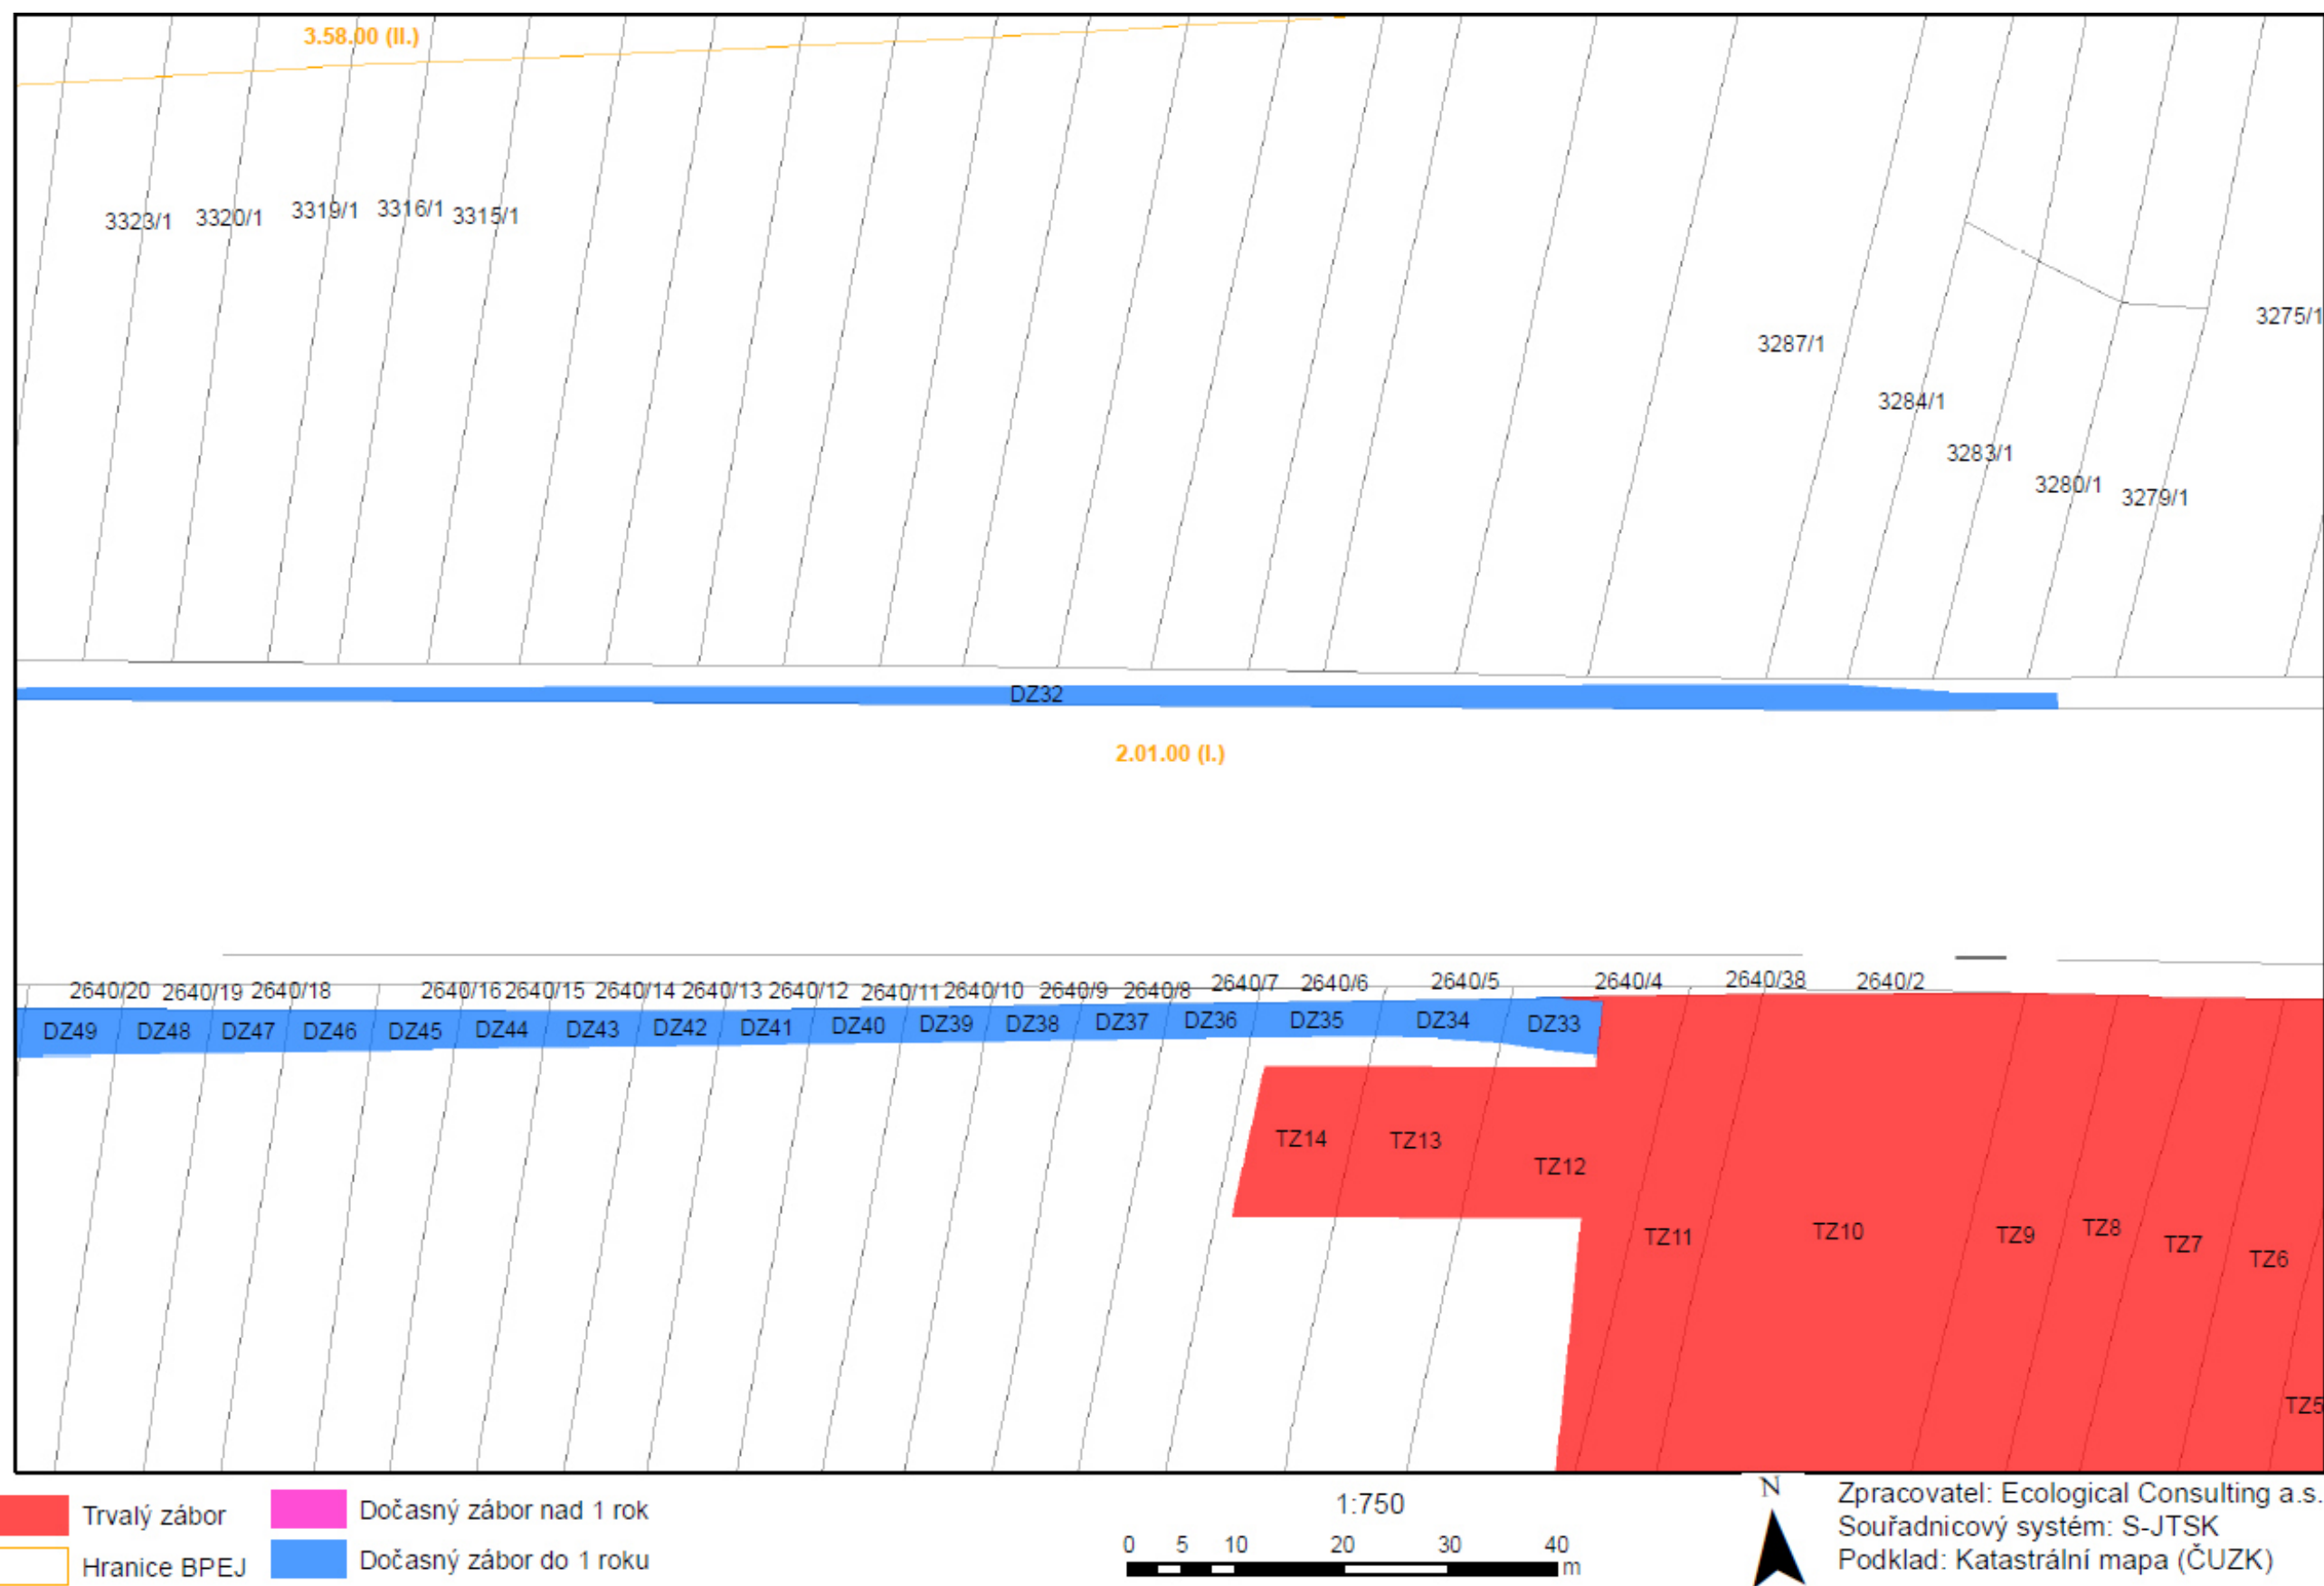 3.58.00 (II.)
3323/1 3320/1 3319/1 3316/1 3315/1
3275/1
3287/1
3284/1
3283/1
3280/1
3279/1
DZ32
2.01.00 (I.)
2640/20 2640/19 2640/18 2640/16 2640/15 2640/14 2640/13 2640/12 2640/11 2640/10 2640/9 2640/8 2640/7 2640/6 2640/5 2640/4 2640/38 2640/2
DZ49 DZ48 DZ47 DZ46 DZ45 DZ44 DZ43 DZ42 DZ41 DZ40 DZ39 DZ38 DZ37 DZ36 DZ35 DZ34 DZ33
TZ14 TZ13 TZ12
TZ11 TZ10 TZ9 TZ8 TZ7 TZ6
TZ5
Trvalý zábor
Hranice BPEJ
Dočasný zábor nad 1 rok
Dočasný zábor do 1 roku
1:750
0 5 10 20 30 40
m
N
Zpracovatel: Ecological Consulting a.s.
Souřadnicový systém: S-JTSK
Podklad: Katastrální mapa (ČUZK)